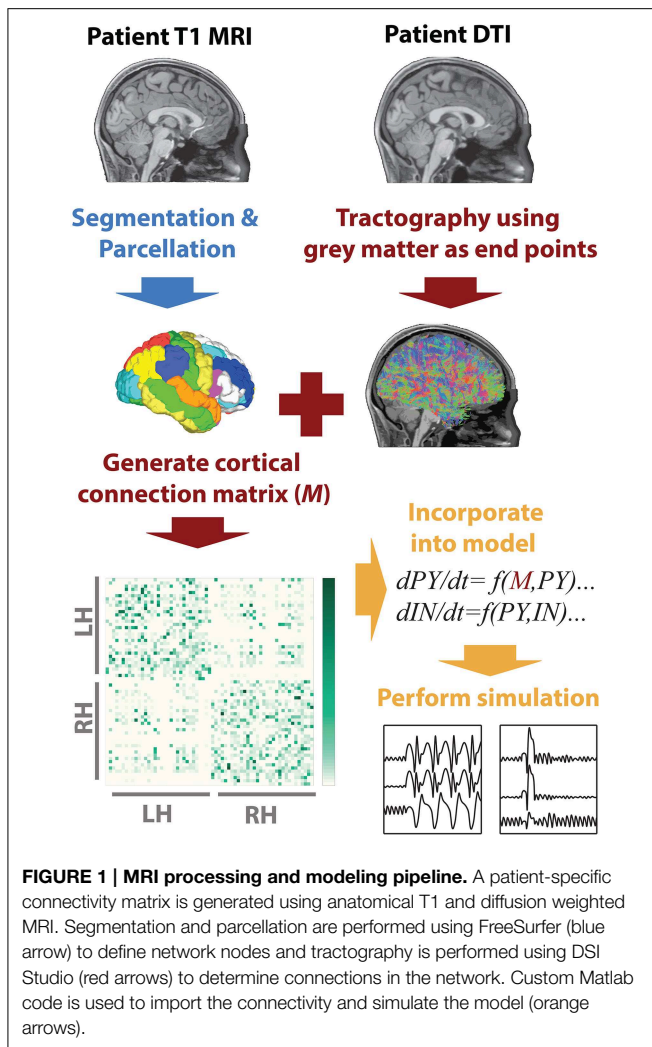 Patient T1 MRI
Patient DTI
Segmentation &
Parcellation
Tractography using
grey matter as end points
Generate cortical
connection matrix (M)
Incorporate
into model
dPY/dt= f(M,PY)...
dIN/dt=f(PY,IN)...
Perform simulation
LH
RH
LH
RH
FIGURE 1 | MRI processing and modeling pipeline. A patient-specific
connectivity matrix is generated using anatomical T1 and diffusion weighted
MRI. Segmentation and parcellation are performed using FreeSurfer (blue
arrow) to define network nodes and tractography is performed using DSI
Studio (red arrows) to determine connections in the network. Custom Matlab
code is used to import the connectivity and simulate the model (orange
arrows).